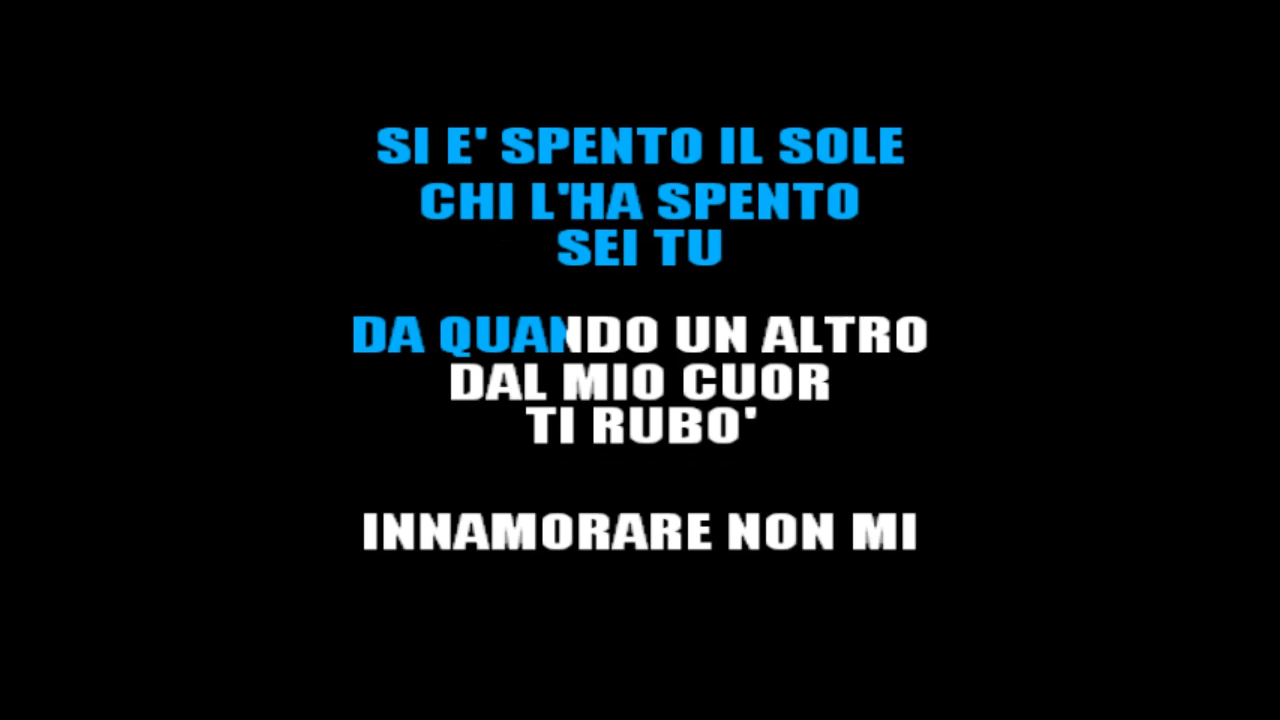 SI E' SPENTO IL SOLE
CHI L'HA SPENTO
SEI TU
DA QUANDO UN ALTRO
DAL MIO CUOR
TI RUBO'
INNAMORARE NON MI